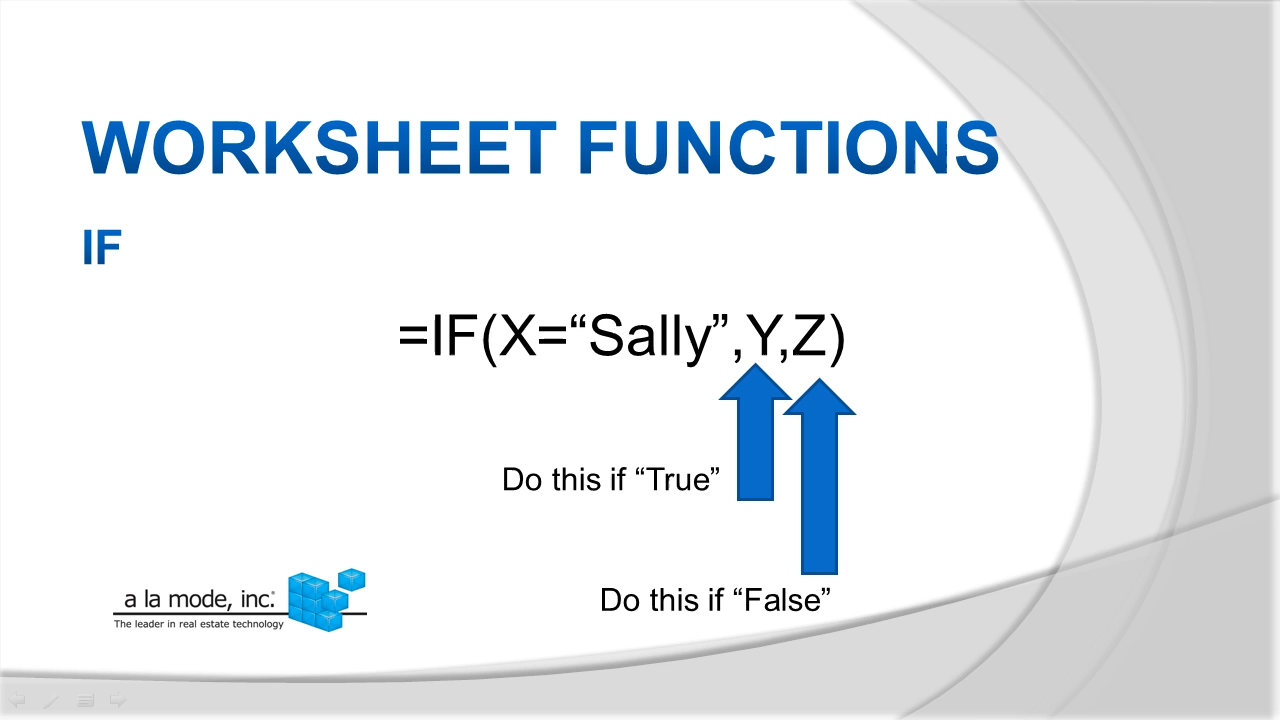 WORKSHEET FUNCTIONS
IF
=IF(X=“Sally”,Y,Z)
Do this if “True”
Do this if “False”
a la mode, inc.®
The leader in real estate technology